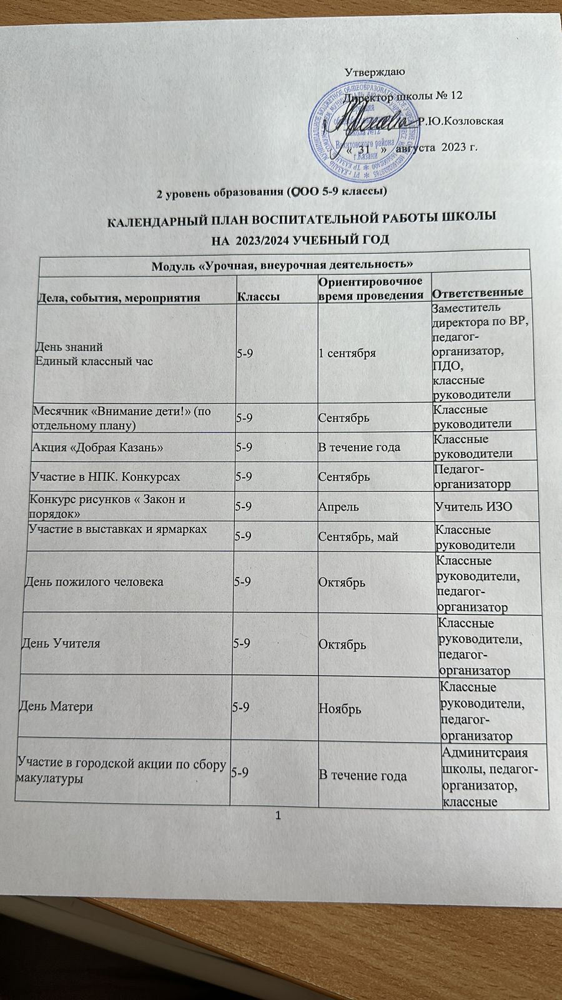 Утверждаю
Директор школы № 12
Р.Ю.Козловская
« 31 » августа 2023 г.
2 уровень образования (ООО 5-9 классы)
КАЛЕНДАРНЫЙ ПЛАН ВОСПИТАТЕЛЬНОЙ РАБОТЫ ШКОЛЫ
НА 2023/2024 УЧЕБНЫЙ ГОД
Модуль «Урочная, внеурочная деятельность»
Дела, события, мероприятия
Классы
Ориентировочное
время проведения
Ответственные
День знаний
Единый классный час
5-9
1 сентября
Заместитель
директора по ВР,
педагог-
организатор,
ПДО,
классные
руководители
Месячник «Внимание дети!» (по
отдельному плану)
5-9
Сентябрь
Классные
руководители
Акция «Добрая Казань»
5-9
В течение года
Классные
руководители
Участие в НПК. Конкурсах
5-9
Сентябрь
Педагог-
организаторр
Конкурс рисунков « Закон и
порядок»
5-9
Апрель
Учитель ИЗО
Участие в выставках и ярмарках
5-9
Сентябрь, май
Классные
руководители
День пожилого человека
5-9
Октябрь
Классные
руководители,
педагог-
организатор
День Учителя
5-9
Октябрь
Классные
руководители,
педагог-
организатор
День Матери
5-9
Ноябрь
Классные
руководители,
педагог-
организатор
Участие в городской акции по сбору
макулатуры
5-9
В течение года
Админитсраия
школы, педагог-
организатор,
классные
1
школа №12
Вахитовского района
г.Казани